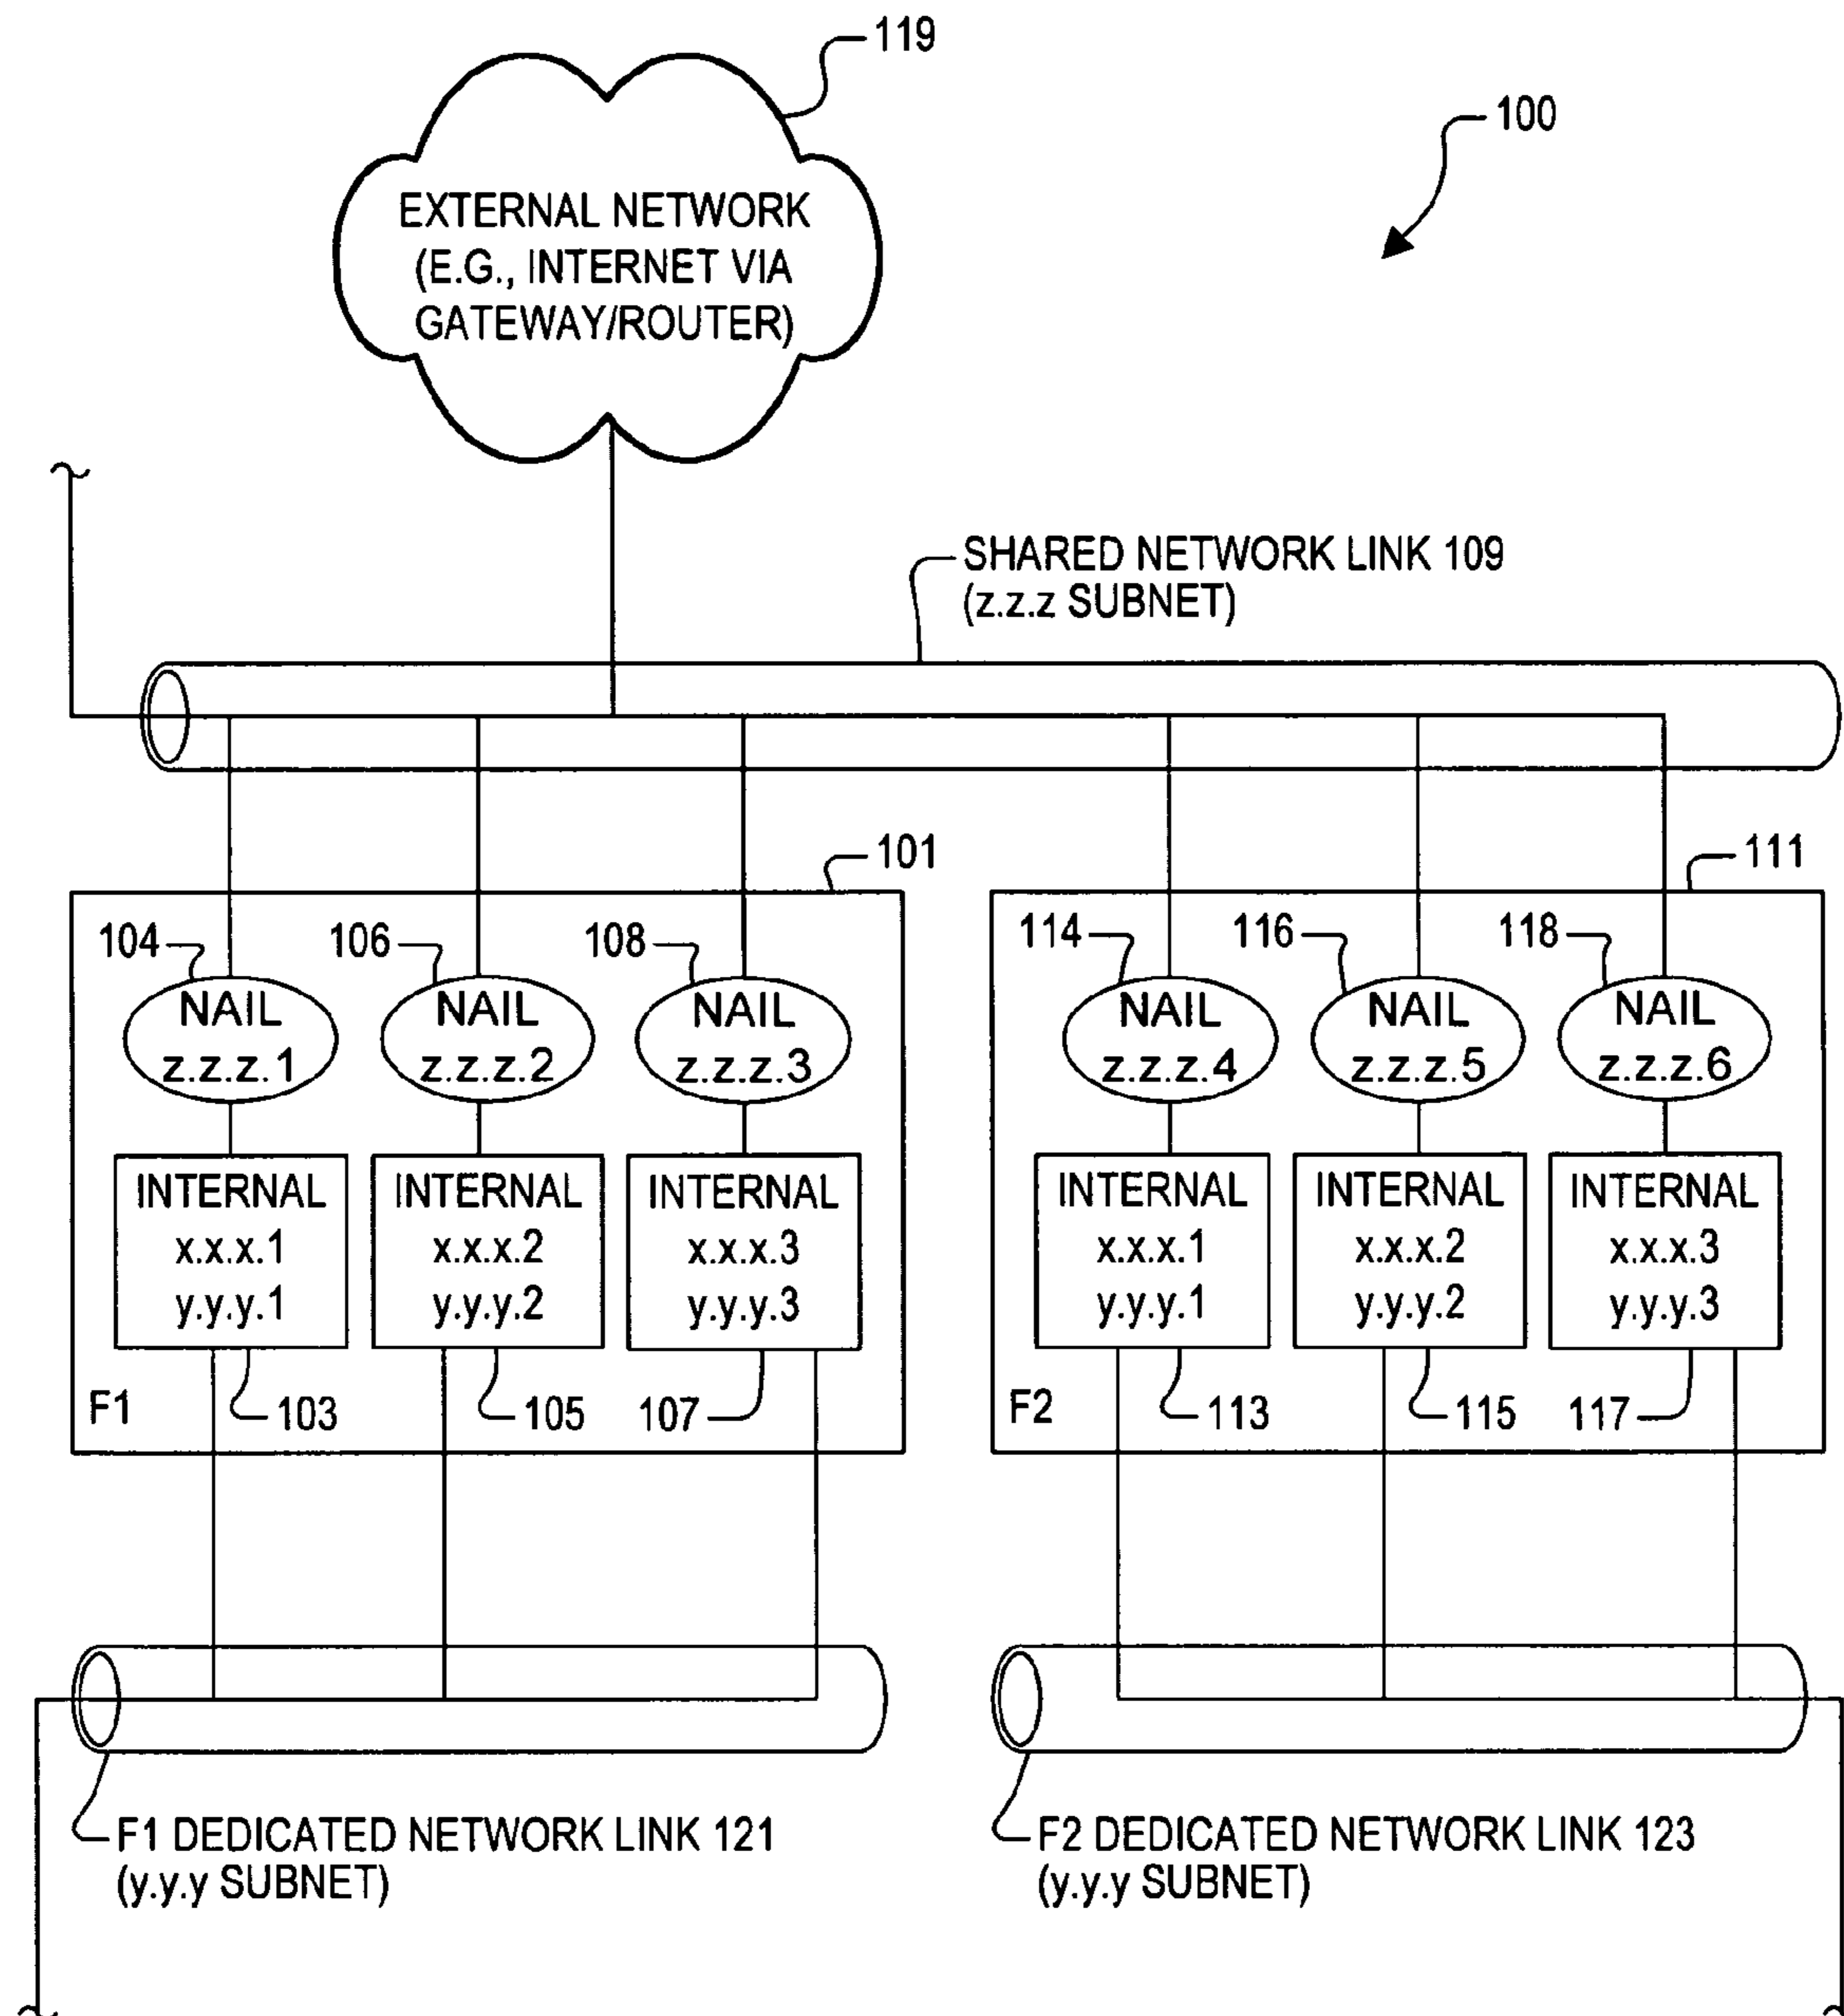 119
100
EXTERNAL NETWORK
(E.G., INTERNET VIA
GATEWAY/ROUTER)
SHARED NETWORK LINK 109
(z.z.z SUBNET)
101
111
104
106
108
114
116
118
NAIL
z.z.z.1
NAIL
z.z.z.2
NAIL
z.z.z.3
NAIL
z.z.z.4
NAIL
z.z.z.5
NAIL
z.z.z.6
INTERNAL
x.x.x.1
y.y.y.1
INTERNAL
x.x.x.2
y.y.y.2
INTERNAL
x.x.x.3
y.y.y.3
INTERNAL
x.x.x.1
y.y.y.1
INTERNAL
x.x.x.2
y.y.y.2
INTERNAL
x.x.x.3
y.y.y.3
F1
103
105
107
F2
113
115
117
F1 DEDICATED NETWORK LINK 121
(y.y.y SUBNET)
F2 DEDICATED NETWORK LINK 123
(y.y.y SUBNET)